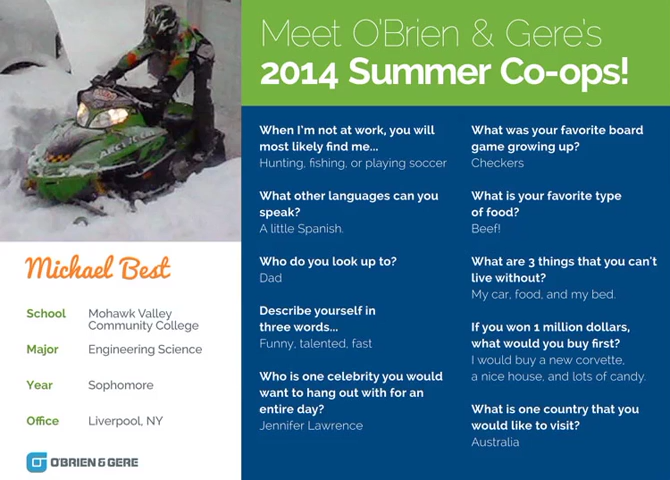 Meet O'Brien & Gere's
2014 Summer Co-ops!
ARCTIC CAT
Michael Best
School Mohawk Valley
Community College
Major Engineering Science
Year Sophomore
Office Liverpool, NY
O'BRIEN & GERE
When I'm not at work, you will
most likely find me...
Hunting, fishing, or playing soccer
What other languages can you
speak?
A little Spanish.
Who do you look up to?
Dad
Describe yourself in
three words...
Funny, talented, fast
Who is one celebrity you would
want to hang out with for an
entire day?
Jennifer Lawrence
What was your favorite board
game growing up?
Checkers
What is your favorite type
of food?
Beef!
What are 3 things that you can't
live without?
My car, food, and my bed.
If you won 1 million dollars,
what would you buy first?
I would buy a new corvette,
a nice house, and lots of candy.
What is one country that you
would like to visit?
Australia